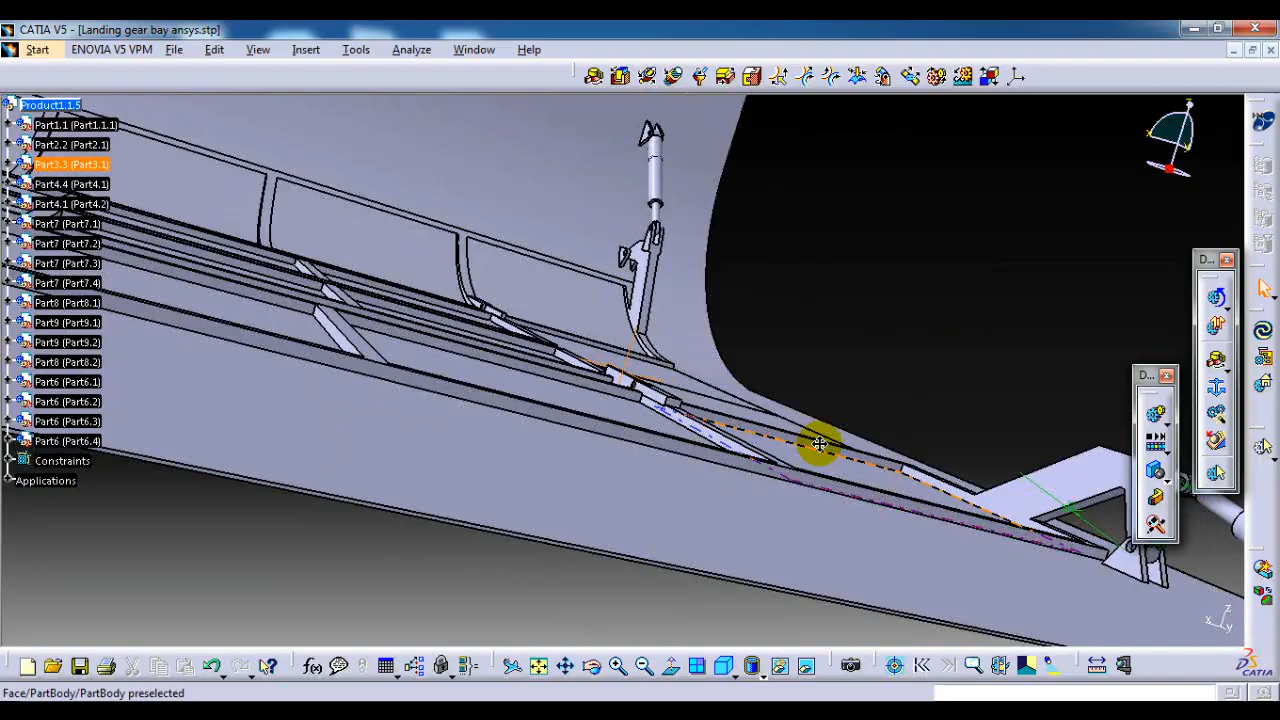 CATIA V5 - [Landing gear bay ansys.stp]
Start ENOVIA V5 VPM File Edit View Insert Tools Analyze Window Help
Product1.1.5
Part1.1 (Part1.1.1)
Part2.2 (Part2.1)
Part3.3 (Part3.1)
Part4.4 (Part4.1)
Part4.1 (Part4.2)
Part7 (Part7.1)
Part7 (Part7.2)
Part7 (Part7.3)
Part7 (Part7.4)
Part8 (Part8.1)
Part9 (Part9.1)
Part9 (Part9.2)
Part8 (Part8.2)
Part6 (Part6.1)
Part6 (Part6.2)
Part6 (Part6.3)
Part6 (Part6.4)
Constraints
Applications
D...
D...
z
x
y
f(x)
CATIA
Face/PartBody/PartBody preselected